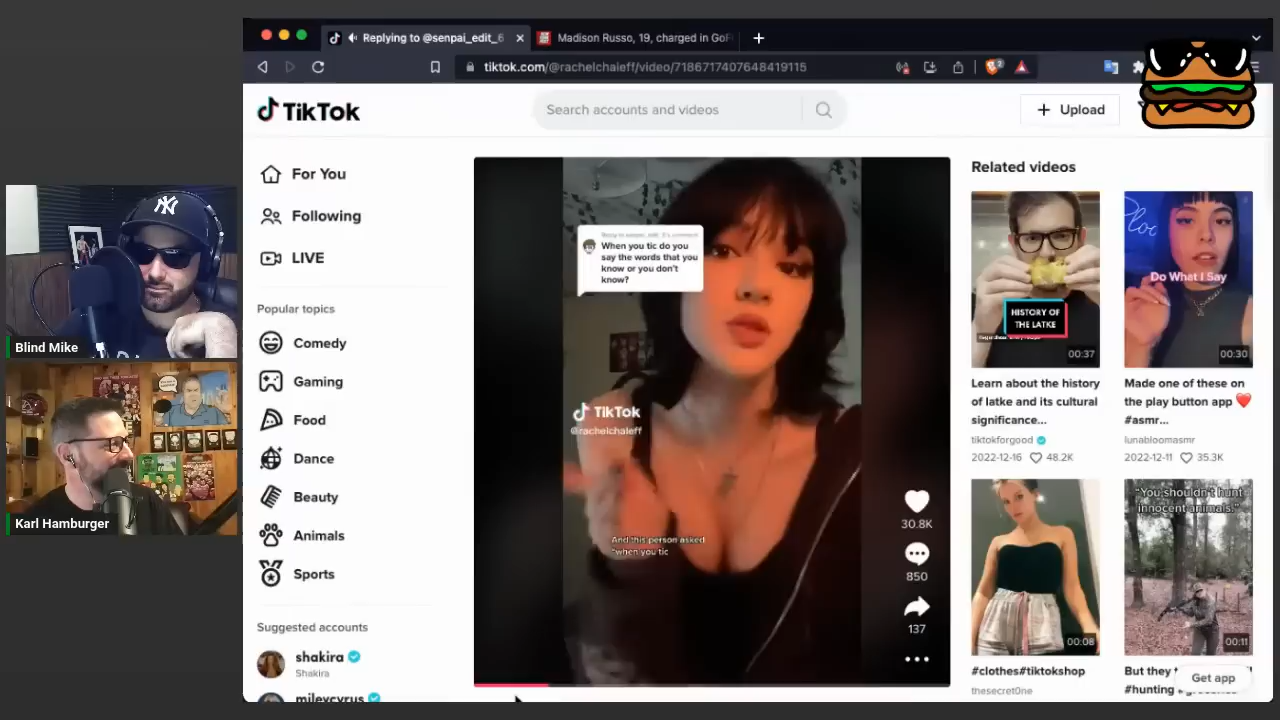 Replying to @senpai_edit_6
Madison Russo, 19, charged in GoF
tiktok.com/@rachelchaleff/video/7186717407648419115
TikTok
Search accounts and videos
Upload
For You
Following
LIVE
Popular topics
Comedy
Gaming
Food
Dance
Beauty
Animals
Sports
Suggested accounts
shakira
Shakira
mileycyrus
When you tic do you
say the words that you
know or you don't
know?
TikTok
@rachelchaleff
And this person asked
"when you tic
30.8K
850
137
Related videos
HISTORY OF
THE LATKE
00:37
Learn about the history
of latke and its cultural
significance...
tiktokforgood
2022-12-16 48.2K
Do What I Say
00:30
Made one of these on
the play button app ❤️
#asmr...
lunabloomasmr
2022-12-11 35.3K
00:08
#clothes#tiktokshop
thesecret0ne
"You shouldn't hunt
innocent animals."
00:11
But they
#hunting
Get app
Blind Mike
Karl Hamburger